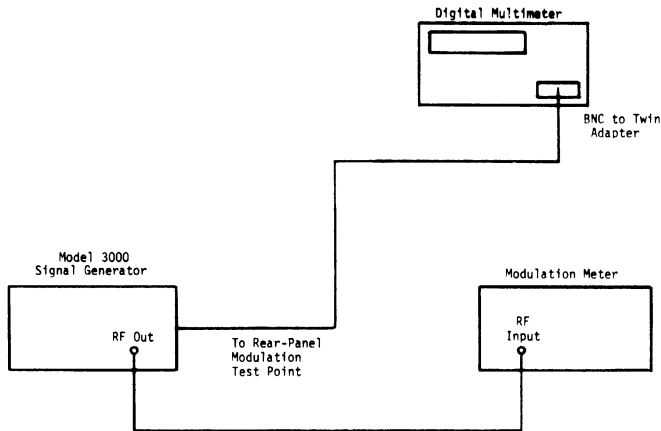 Digital Multimeter
BNC to Twin
Adapter
Model 3000
Signal Generator
RF Out
To Rear-Panel
Modulation
Test Point
Modulation Meter
RF
Input